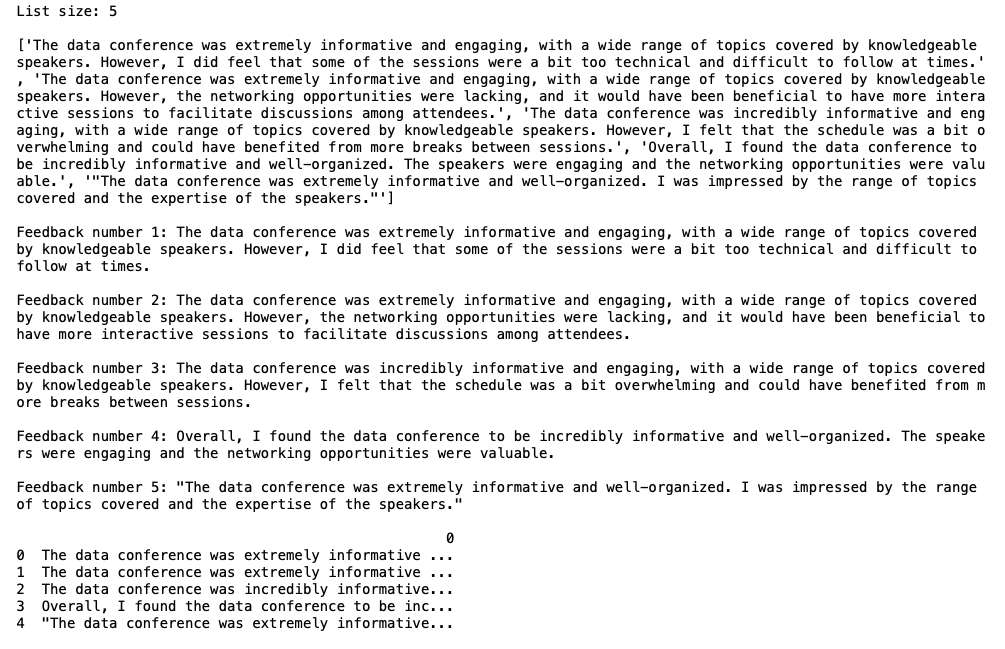 List size: 5
['The data conference was extremely informative and engaging, with a wide range of topics covered by knowledgeable
speakers. However, I did feel that some of the sessions were a bit too technical and difficult to follow at times.'
, 'The data conference was extremely informative and engaging, with a wide range of topics covered by knowledgeable
speakers. However, the networking opportunities were lacking, and it would have been beneficial to have more intera
ctive sessions to facilitate discussions among attendees.', 'The data conference was incredibly informative and eng
aging, with a wide range of topics covered by knowledgeable speakers. However, I felt that the schedule was a bit o
verwhelming and could have benefited from more breaks between sessions.', 'Overall, I found the data conference to
be incredibly informative and well-organized. The speakers were engaging and the networking opportunities were valu
able.', '"The data conference was extremely informative and well-organized. I was impressed by the range of topics
covered and the expertise of the speakers."']
Feedback number 1: The data conference was extremely informative and engaging, with a wide range of topics covered
by knowledgeable speakers. However, I did feel that some of the sessions were a bit too technical and difficult to
follow at times.
Feedback number 2: The data conference was extremely informative and engaging, with a wide range of topics covered
by knowledgeable speakers. However, the networking opportunities were lacking, and it would have been beneficial to
have more interactive sessions to facilitate discussions among attendees.
Feedback number 3: The data conference was incredibly informative and engaging, with a wide range of topics covered
by knowledgeable speakers. However, I felt that the schedule was a bit overwhelming and could have benefited from m
ore breaks between sessions.
Feedback number 4: Overall, I found the data conference to be incredibly informative and well-organized. The speake
rs were engaging and the networking opportunities were valuable.
Feedback number 5: "The data conference was extremely informative and well-organized. I was impressed by the range
of topics covered and the expertise of the speakers."
0
0 The data conference was extremely informative ...
1 The data conference was extremely informative ...
2 The data conference was incredibly informative...
3 Overall, I found the data conference to be inc...
4 "The data conference was extremely informative...